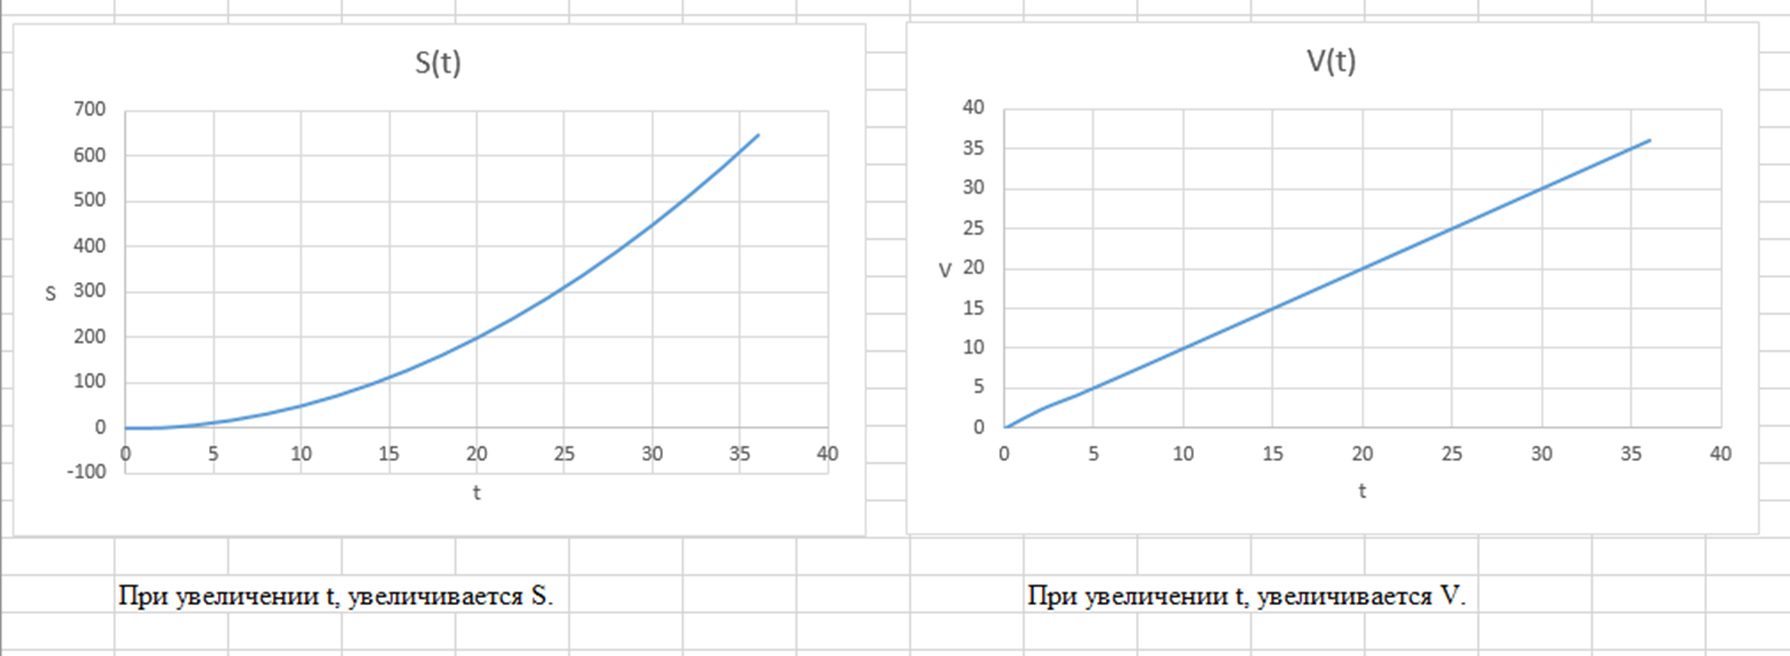 S(t)
700
600
500
400
S 300
200
100
0
0 5 10 15 20 25 30 35 40
-100
t
При увеличении t, увеличивается S.
V(t)
40
35
30
25
V 20
15
10
5
0
0 5 10 15 20 25 30 35 40
t
При увеличении t, увеличивается V.